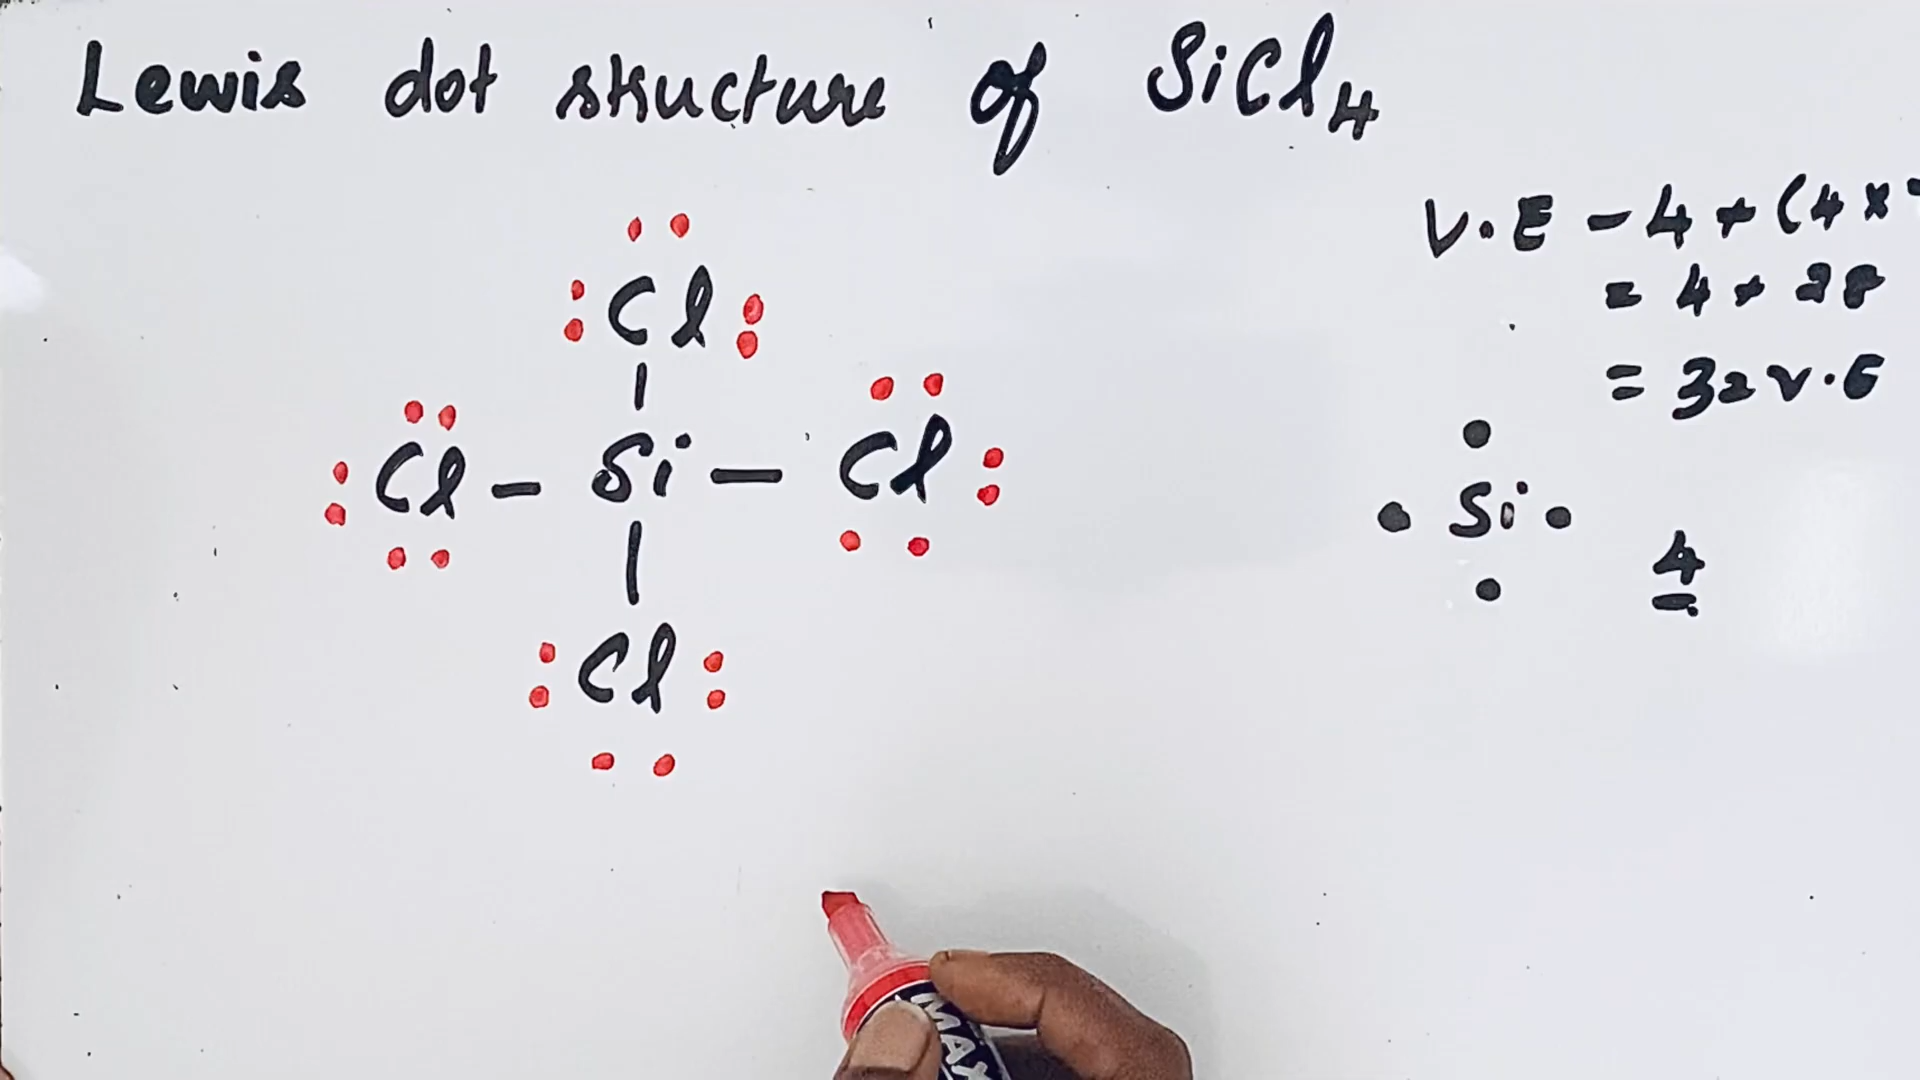 Lewis dot structure of SiCl4
V.E - 4 + (4 x
= 4 + 28
= 32 V.E
Cl
Cl - Si - Cl
Cl
Si
4
MAX